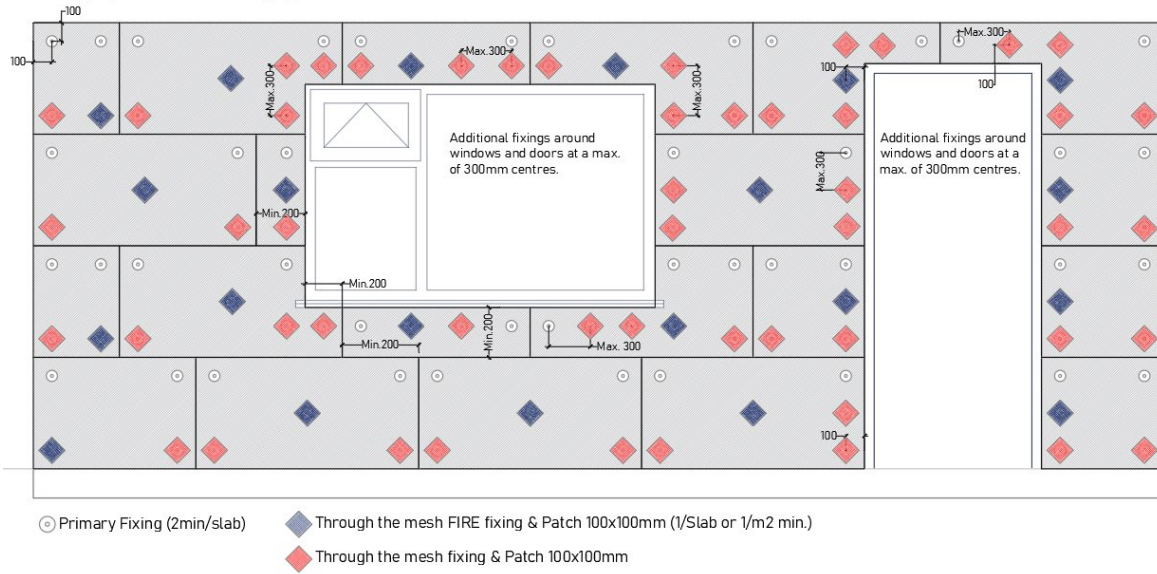 100
100
Max.300
Max.300
Max.300
Max.300
100
100
Additional fixings around
windows and doors at a max.
of 300mm centres.
Additional fixings around
windows and doors at a
max. of 300mm centres.
Max.300
Min.200
Min.200
Min.200
Min.200
Max. 300
100
Primary Fixing (2min/slab)
Through the mesh FIRE fixing & Patch 100x100mm (1/Slab or 1/m2 min.)
Through the mesh fixing & Patch 100x100mm